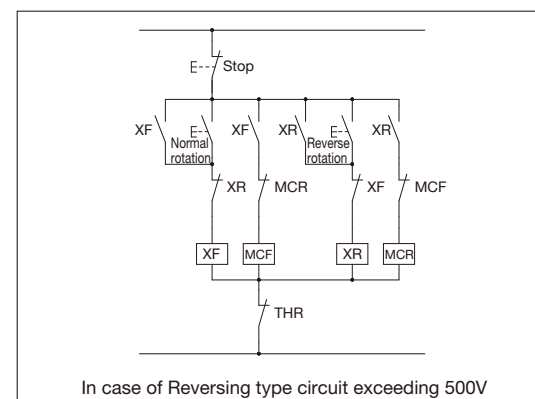 E Stop
XF E XF XR E XR
Normal rotation Reverse rotation
XR MCR XF MCF
XF MCF XR MCR
THR
In case of Reversing type circuit exceeding 500V